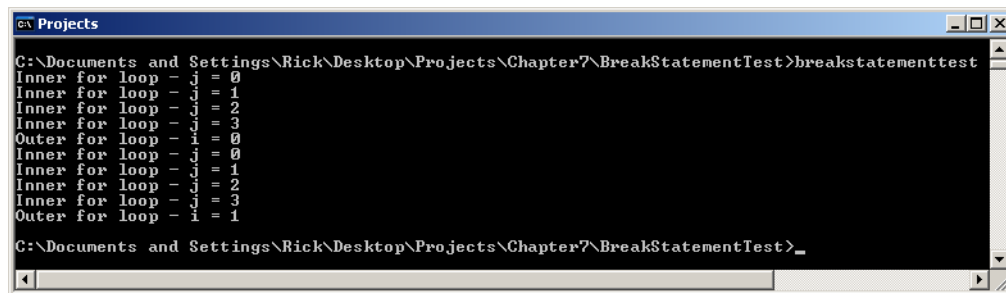 Projects
C:\Documents and Settings\Rick\Desktop\Projects\Chapter7\BreakStatementTest>breakstatementtest
Inner for loop - j = 0
Inner for loop - j = 1
Inner for loop - j = 2
Inner for loop - j = 3
Outer for loop - i = 0
Inner for loop - j = 0
Inner for loop - j = 1
Inner for loop - j = 2
Inner for loop - j = 3
Outer for loop - i = 1
C:\Documents and Settings\Rick\Desktop\Projects\Chapter7\BreakStatementTest>_